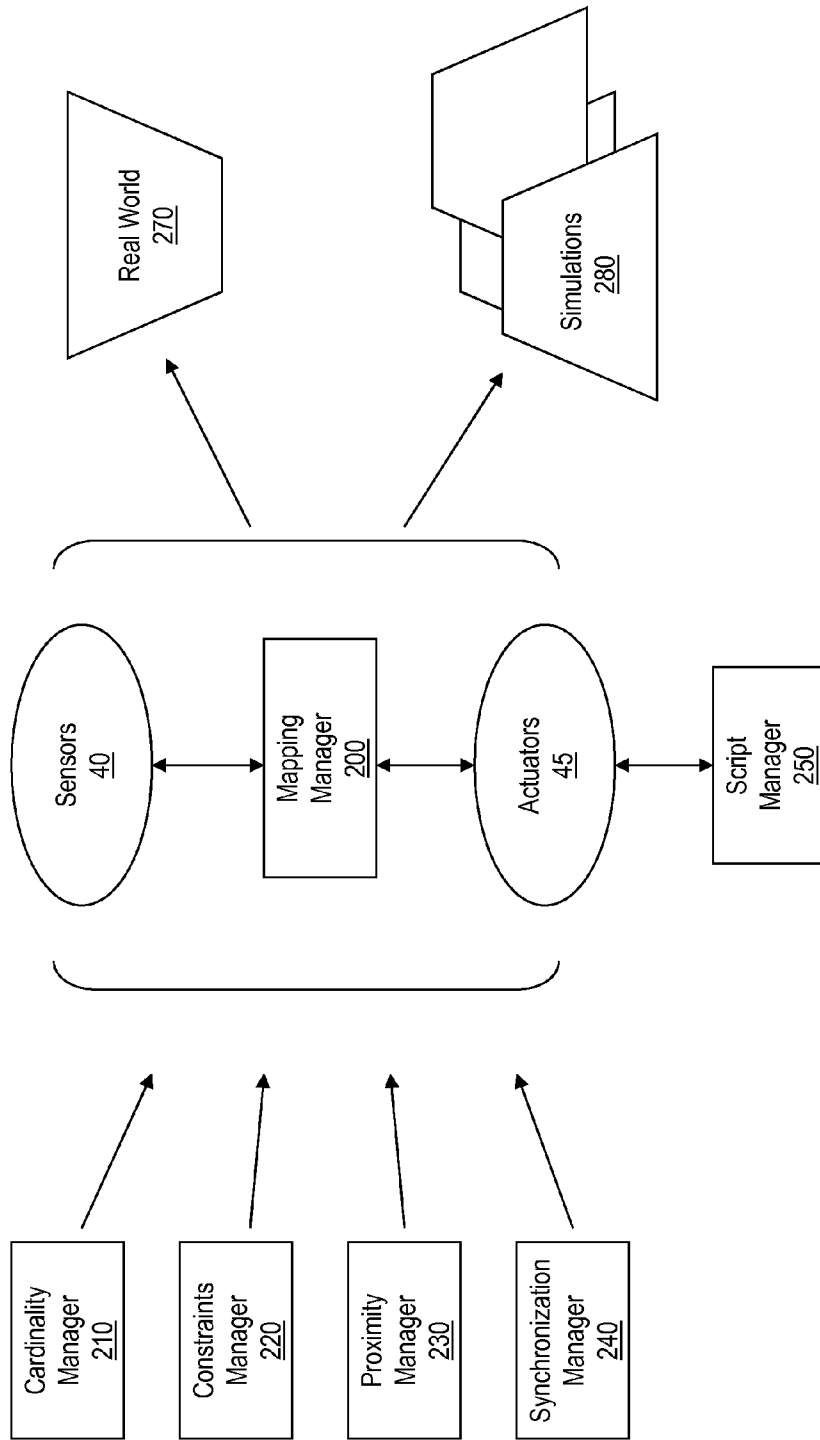 Cardinality
Manager
210
Constraints
Manager
220
Proximity
Manager
230
Synchronization
Manager
240
Sensors
40
Mapping
Manager
200
Actuators
45
Script
Manager
250
Real World
270
Simulations
280